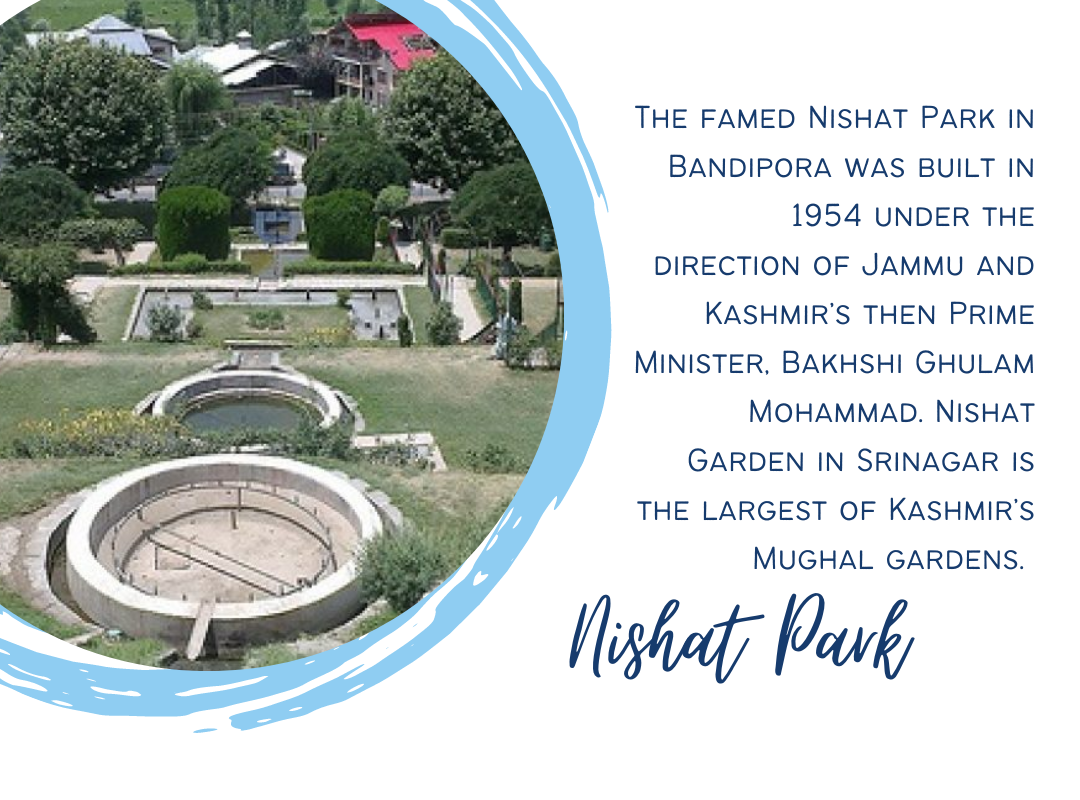 The famed Nishat Park in
Bandipora was built in
1954 under the
direction of Jammu and
Kashmir's then Prime
Minister, Bakhshi Ghulam
Mohammad. Nishat
Garden in Srinagar is
the largest of Kashmir's
Mughal gardens.
Nishat Park